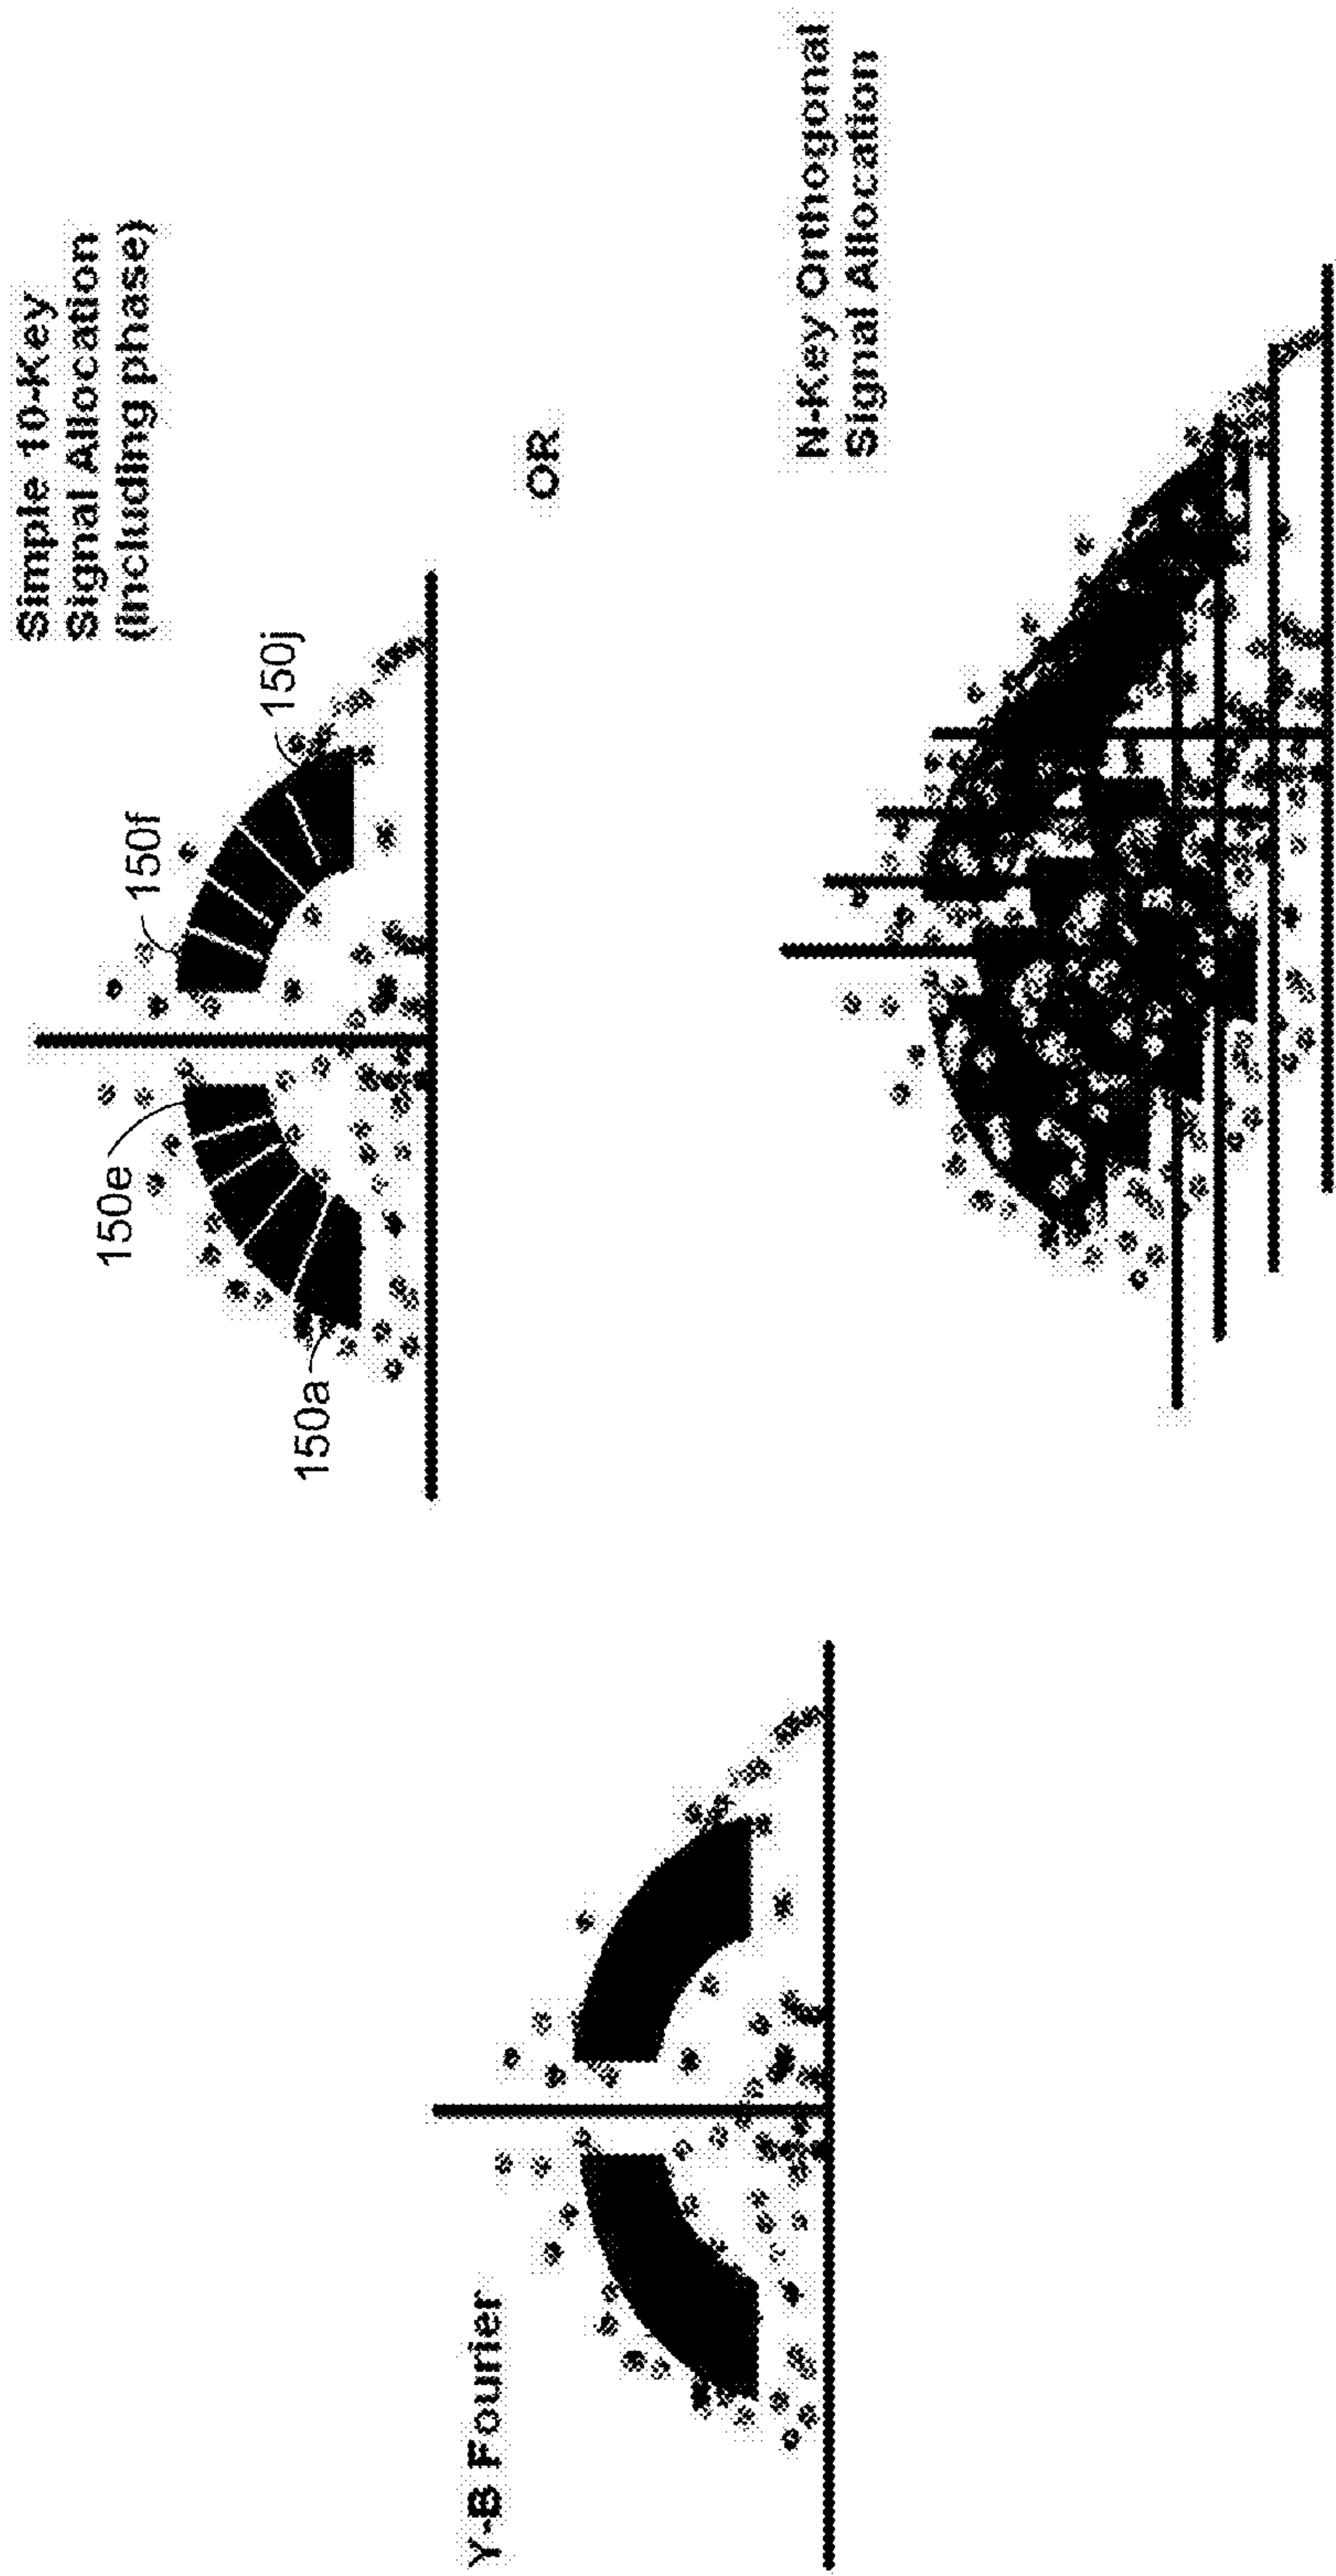 Y-B Fourier
Simple 10-Key
Signal Allocation
(including phase)
150a
150e
150f
150j
OR
N-Key Orthogonal
Signal Allocation